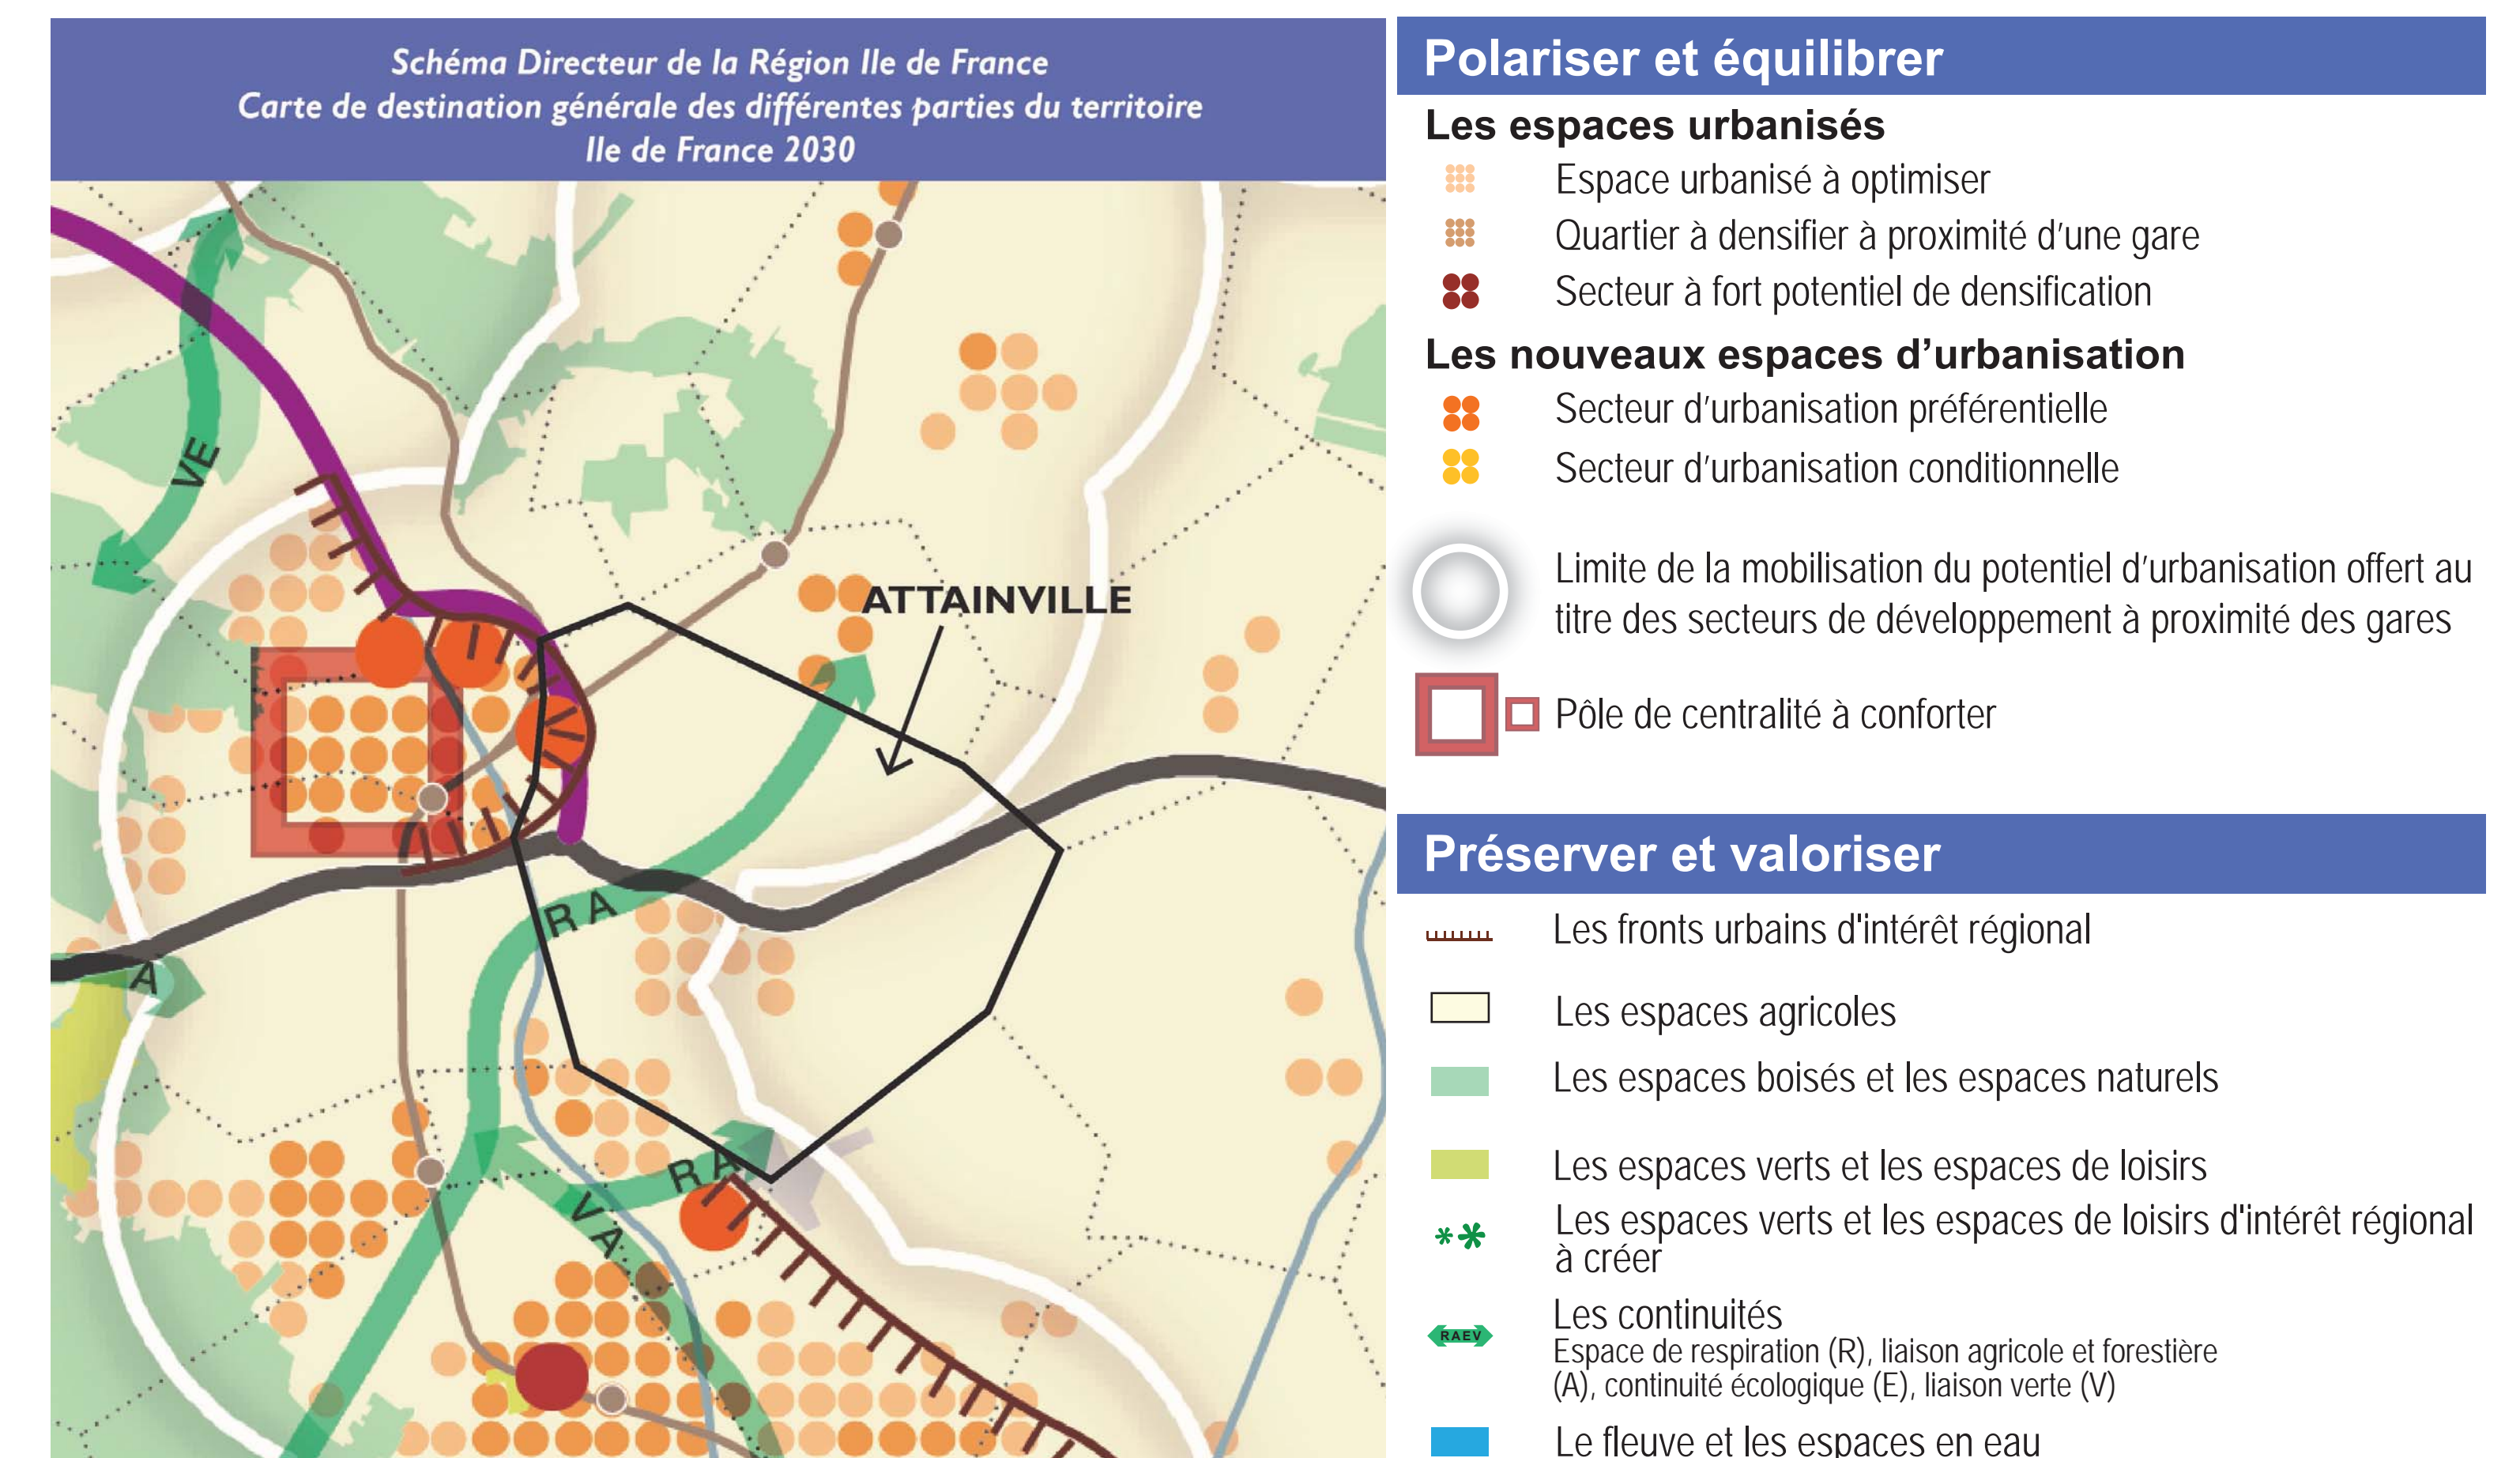 Schéma Directeur de la Région Ile de France
Carte de destination générale des différentes parties du territoire
Ile de France 2030
VE
ATTAINVILLE
RA
A
RA
VA
Polariser et équilibrer
Les espaces urbanisés
Espace urbanisé à optimiser
Quartier à densifier à proximité d'une gare
Secteur à fort potentiel de densification
Les nouveaux espaces d'urbanisation
Secteur d'urbanisation préférentielle
Secteur d'urbanisation conditionnelle
Limite de la mobilisation du potentiel d'urbanisation offert au
titre des secteurs de développement à proximité des gares
Pôle de centralité à conforter
Préserver et valoriser
Les fronts urbains d'intérêt régional
Les espaces agricoles
Les espaces boisés et les espaces naturels
Les espaces verts et les espaces de loisirs
Les espaces verts et les espaces de loisirs d'intérêt régional
à créer
Les continuités
RAEV
Espace de respiration (R), liaison agricole et forestière
(A), continuité écologique (E), liaison verte (V)
Le fleuve et les espaces en eau